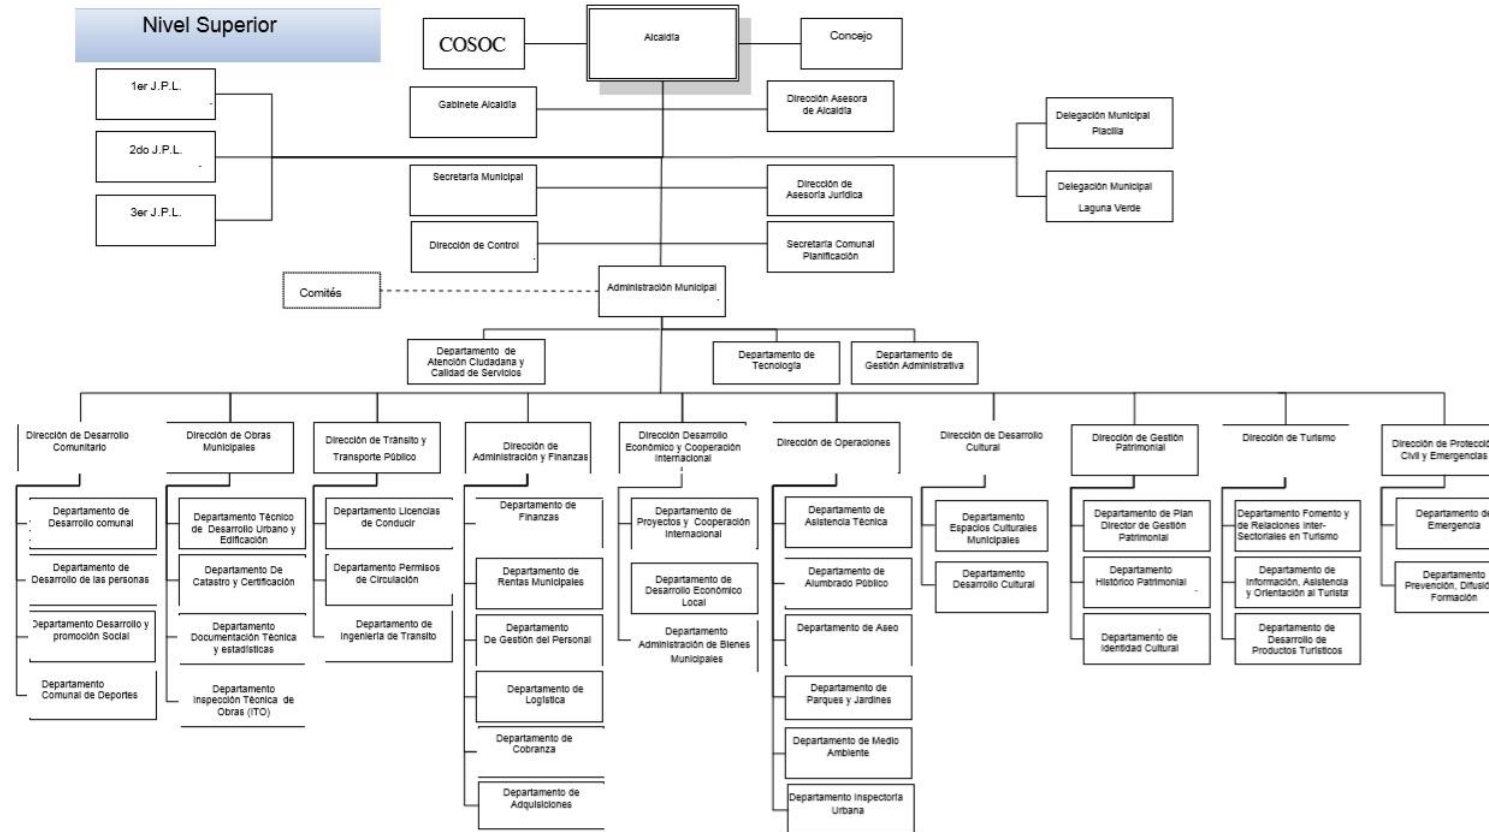 Nivel Superior
COSOC
Alcaldía
Concejo
1er J.P.L.
2do J.P.L.
3er J.P.L.
Gabinete Alcaldía
Dirección Asesora
de Alcaldía
Delegación Municipal
Placilla
Secretaría Municipal
Dirección de
Asesoría Jurídica
Delegación Municipal
Laguna Verde
Dirección de Control
Secretaría Comunal
Planificación
Comités
Administración Municipal
Departamento de
Atención Ciudadana y
Calidad de Servicios
Departamento de
Tecnología
Departamento de
Gestión Administrativa
Dirección de Desarrollo
Comunitario
Departamento de
Desarrollo comunal
Departamento de
Desarrollo de las personas
Departamento Desarrollo y
promoción Social
Departamento
Comunal de Deportes
Dirección de Obras
Municipales
Departamento Técnico
de Desarrollo Urbano y
Edificación
Departamento De
Catastro y Certificación
Departamento
Documentación Técnica
y estadísticas
Departamento
Inspección Técnica de
Obras (ITO)
Dirección de Trànsito y
Transporte Público
Departamento Licencias
de Conducir
Departamento Permisos
de Circulación
Departamento de
Ingeniería de Transito
Dirección de
Administración y Finanzas
Departamento de
Finanzas
Departamento de
Rentas Municipales
Departamento
De Gestión del Personal
Departamento de
Logística
Departamento de
Cobranza
Departamento de
Adquisiciones
Dirección Desarrollo
Económico y Cooperación
Internacional
Departamento de
Proyectos y Cooperación
Internacional
Departamento de
Desarrollo Económico
Local
Departamento
Administración de Bienes
Municipales
Dirección de Operaciones
Departamento de
Asistencia Técnica
Departamento de
Alumbrado Público
Departamento de Aseo
Departamento de
Parques y Jardines
Departamento de Medio
Ambiente
Departamento Inspectoría
Urbana
Dirección de Desarrollo
Cultural
Departamento
Espacios Culturales
Municipales
Departamento
Desarrollo Cultural
Dirección de Gestión
Patrimonial
Departamento de Plan
Director de Gestión
Patrimonial
Departamento
Histórico Patrimonial
Departamento de
Identidad Cultural
Dirección de Turismo
Departamento Fomento y
de Relaciones Inter-
Sectoriales en Turismo
Departamento de
Información, Asistencia
y Orientación al Turista
Departamento de
Desarrollo de
Productos Turísticos
Dirección de Protecció
Civil y Emergencias
Departamento de
Emergencia
Departamento
Prevención, Difusió
Formación